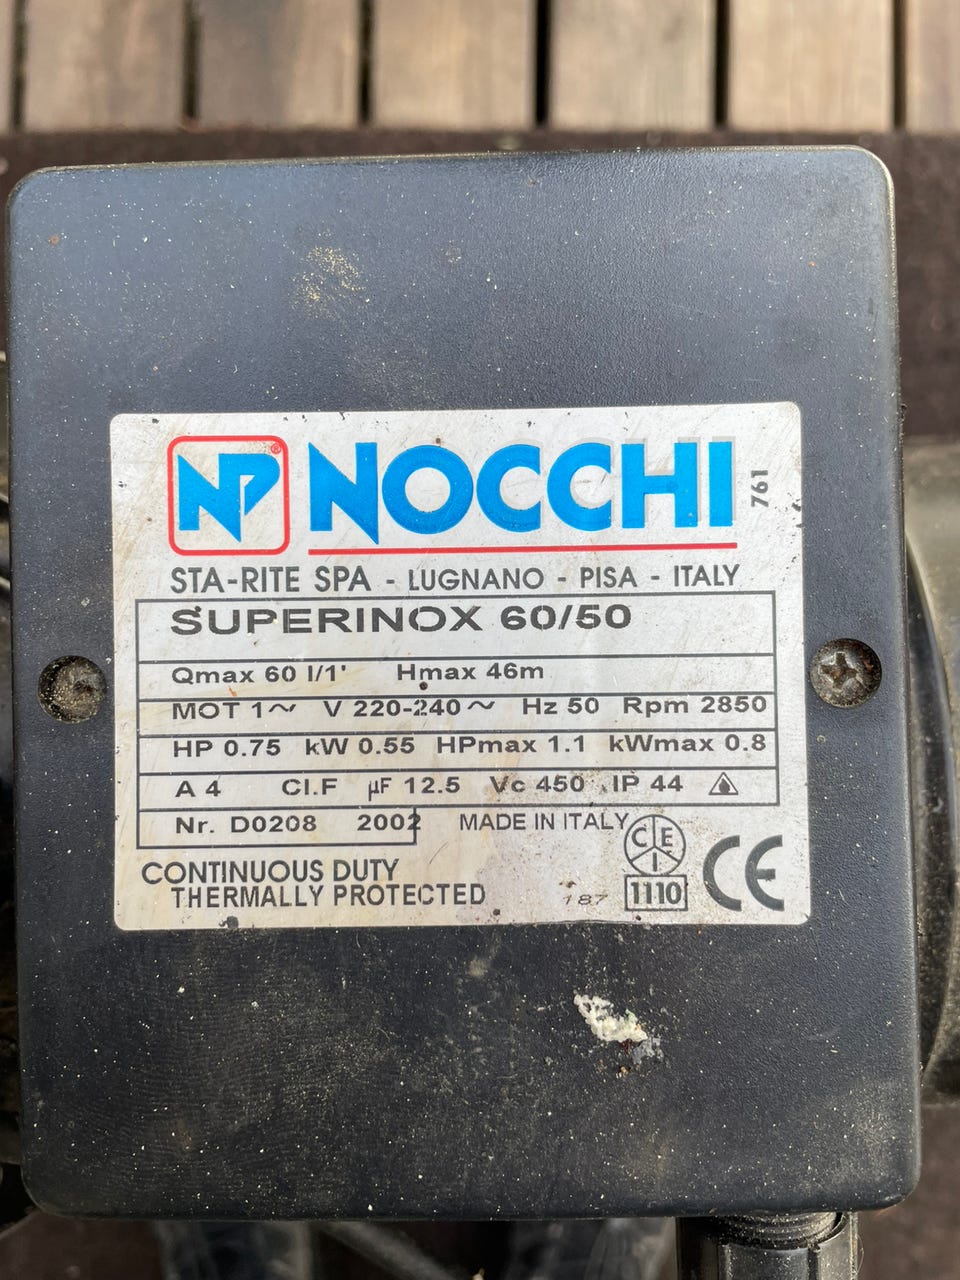 NP® NOCCHI 761
STA-RITE SPA - LUGNANO - PISA - ITALY
SUPERINOX 60/50
Qmax 60 l/1' Hmax 46m
MOT 1~ V 220-240~ Hz 50 Rpm 2850
HP 0.75 kW 0.55 HPmax 1.1 kWmax 0.8
A 4 Cl.F µF 12.5 Vc 450 IP 44
Nr. D0208 2002 MADE IN ITALY
CEI
CONTINUOUS DUTY
THERMALLY PROTECTED 187 1110 CE